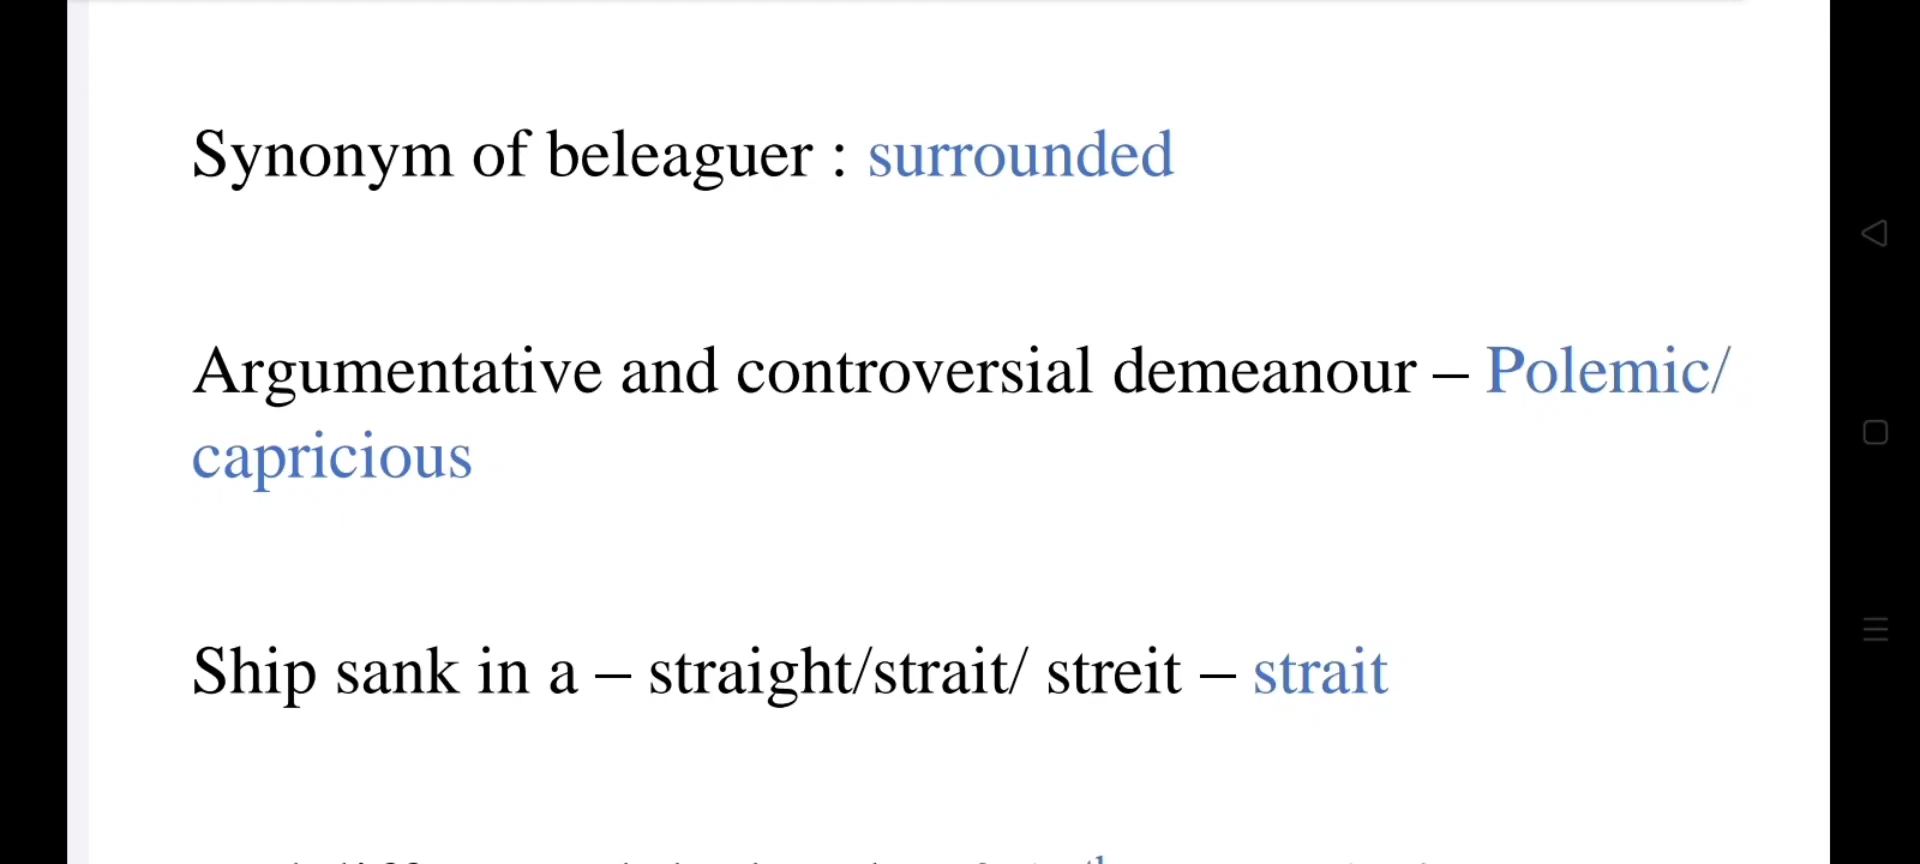 Synonym of beleaguer : surrounded
Argumentative and controversial demeanour – Polemic/
capricious
Ship sank in a – straight/strait/ streit – strait